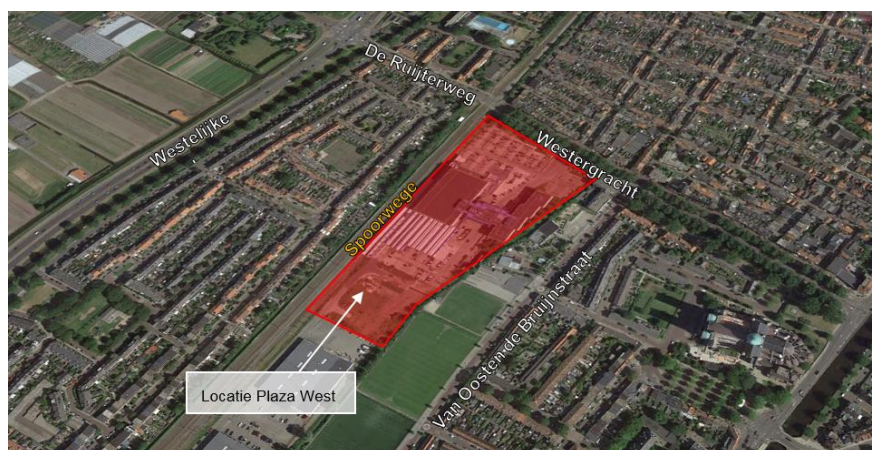 De Ruijterweg
Westelijke
Westergracht
Spoorwege
Van Oosten de Bruijnstraat
Locatie Plaza West